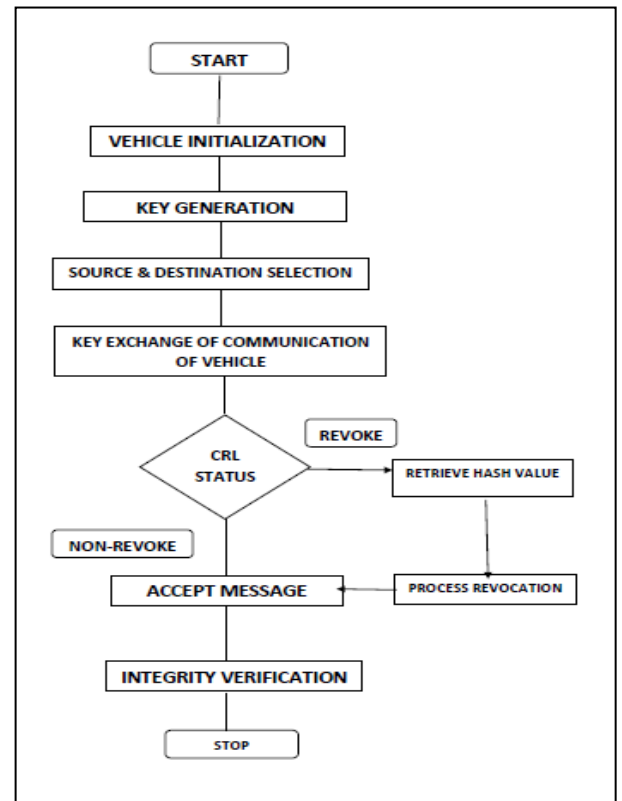 START
VEHICLE INITIALIZATION
KEY GENERATION
SOURCE & DESTINATION SELECTION
KEY EXCHANGE OF COMMUNICATION
OF VEHICLE
CRL
STATUS
REVOKE
RETRIEVE HASH VALUE
NON-REVOKE
ACCEPT MESSAGE
PROCESS REVOCATION
INTEGRITY VERIFICATION
STOP